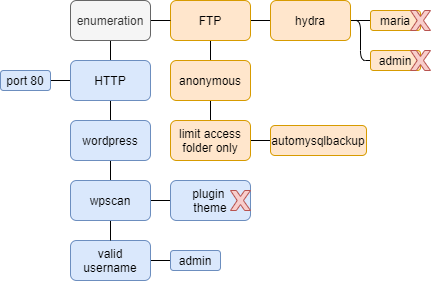 enumeration
FTP
hydra
maria
admin
port 80
HTTP
anonymous
wordpress
limit access
folder only
automysqlbackup
wpscan
plugin
theme
valid
username
admin